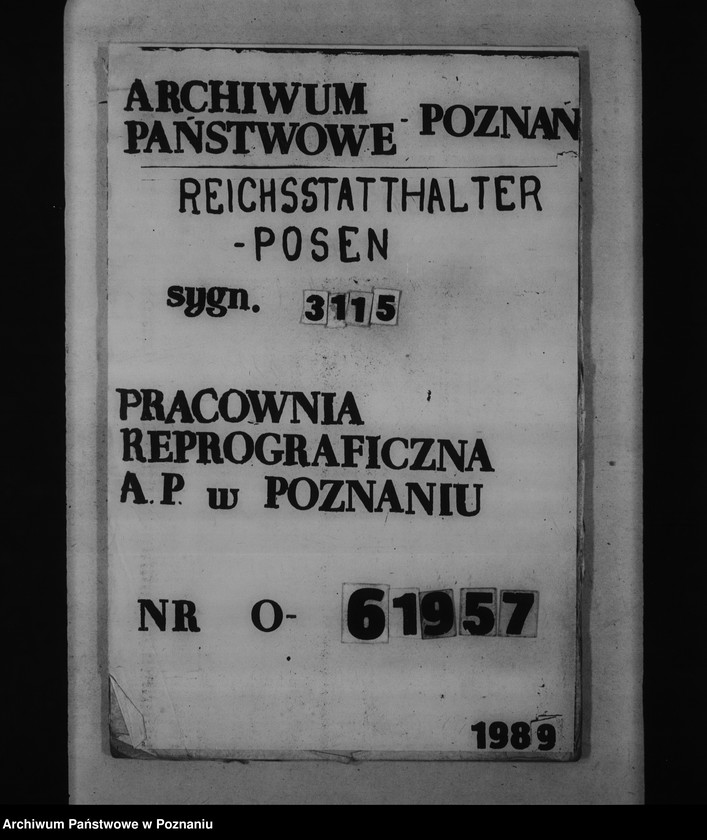 ARCHIWUM
PAŃSTWOWE - POZNAŃ
REICHSSTATTHALTER
-POSEN
sygn. 3115
PRACOWNIA
REPROGRAFICZNA
A.P. w POZNANIU
NR O- 61957
1989
Archiwum Państwowe w Poznaniu